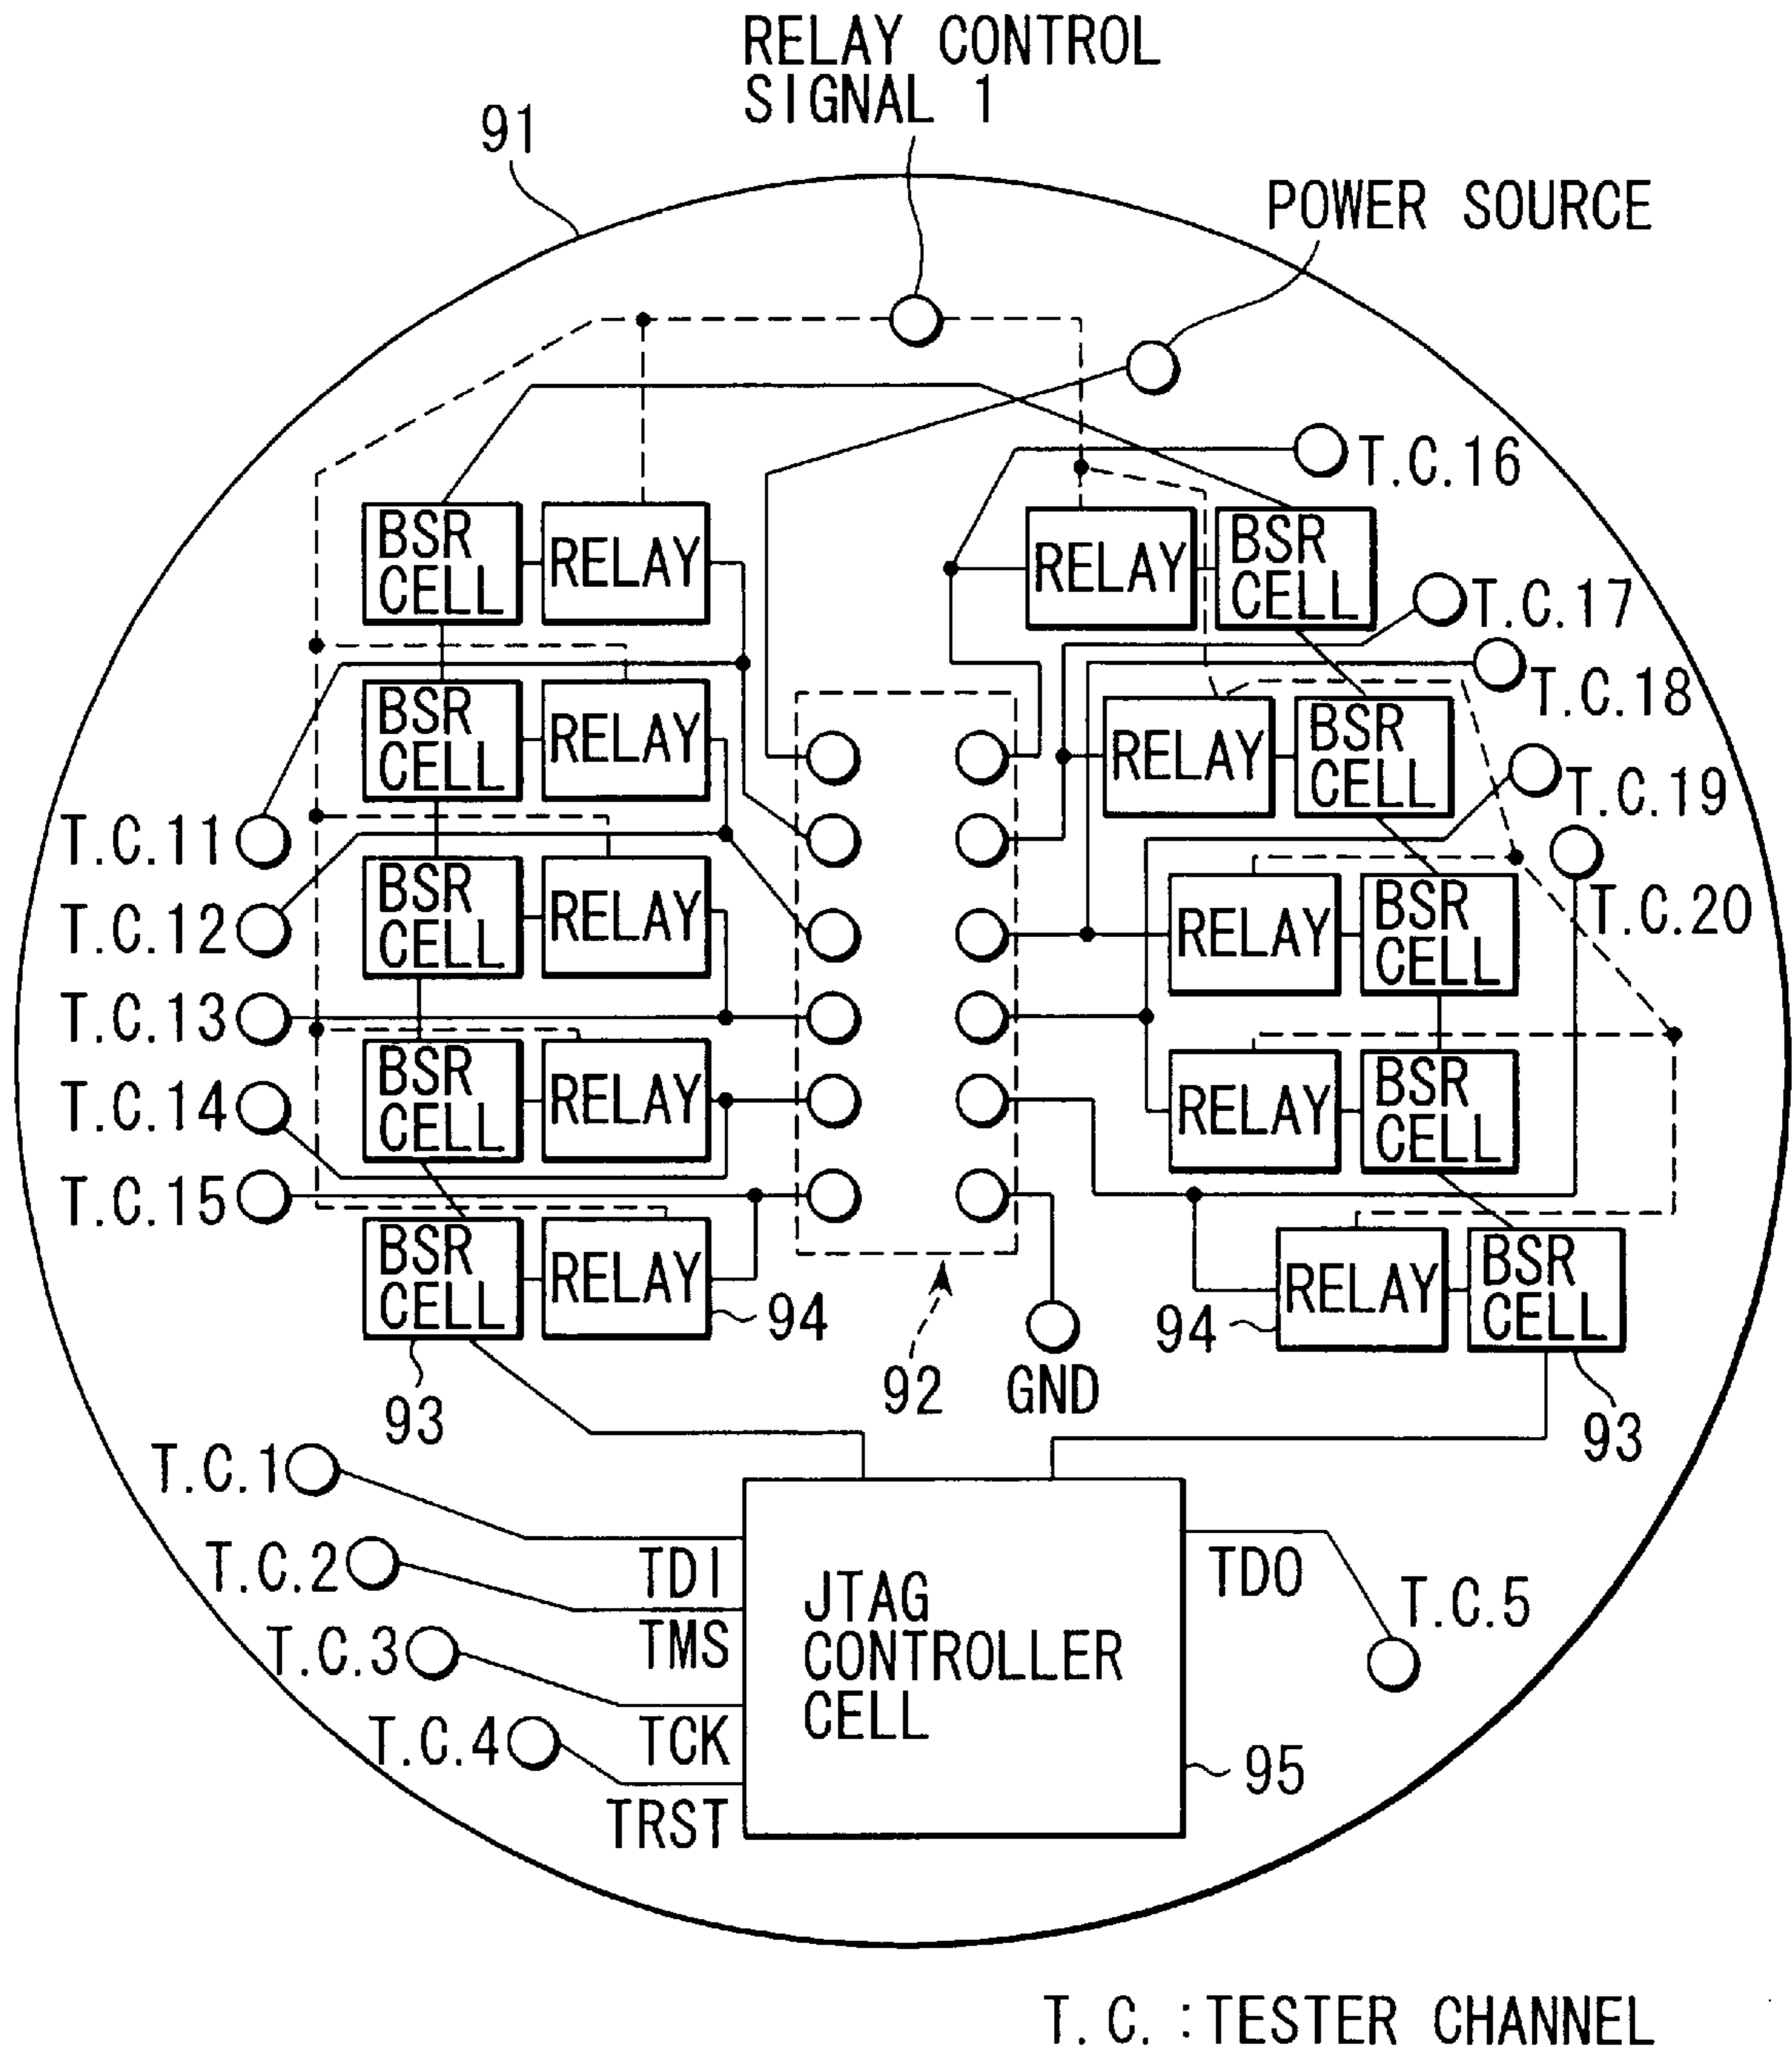 RELAY CONTROL
SIGNAL 1
91
POWER SOURCE
T.C.16
BSR
CELL
RELAY
RELAY
BSR
CELL
T.C.17
T.C.18
BSR
CELL
RELAY
RELAY
BSR
CELL
T.C.19
T.C.11
T.C.20
BSR
CELL
RELAY
RELAY
BSR
CELL
T.C.12
T.C.13
BSR
CELL
RELAY
RELAY
BSR
CELL
T.C.14
T.C.15
BSR
CELL
RELAY
RELAY
BSR
CELL
94
94
92
GND
93
93
T.C.1
T.C.2
TDI
TDO
T.C.5
JTAG
CONTROLLER
CELL
T.C.3
TMS
T.C.4
TCK
95
TRST
T. C. : TESTER CHANNEL